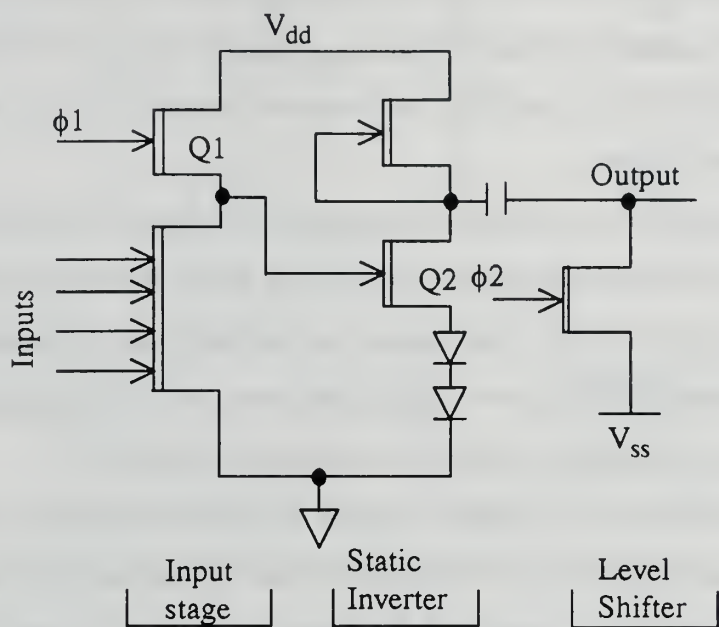 V_dd
φ1
Q1
Output
Inputs
Q2
φ2
V_ss
Input
stage
Static
Inverter
Level
Shifter